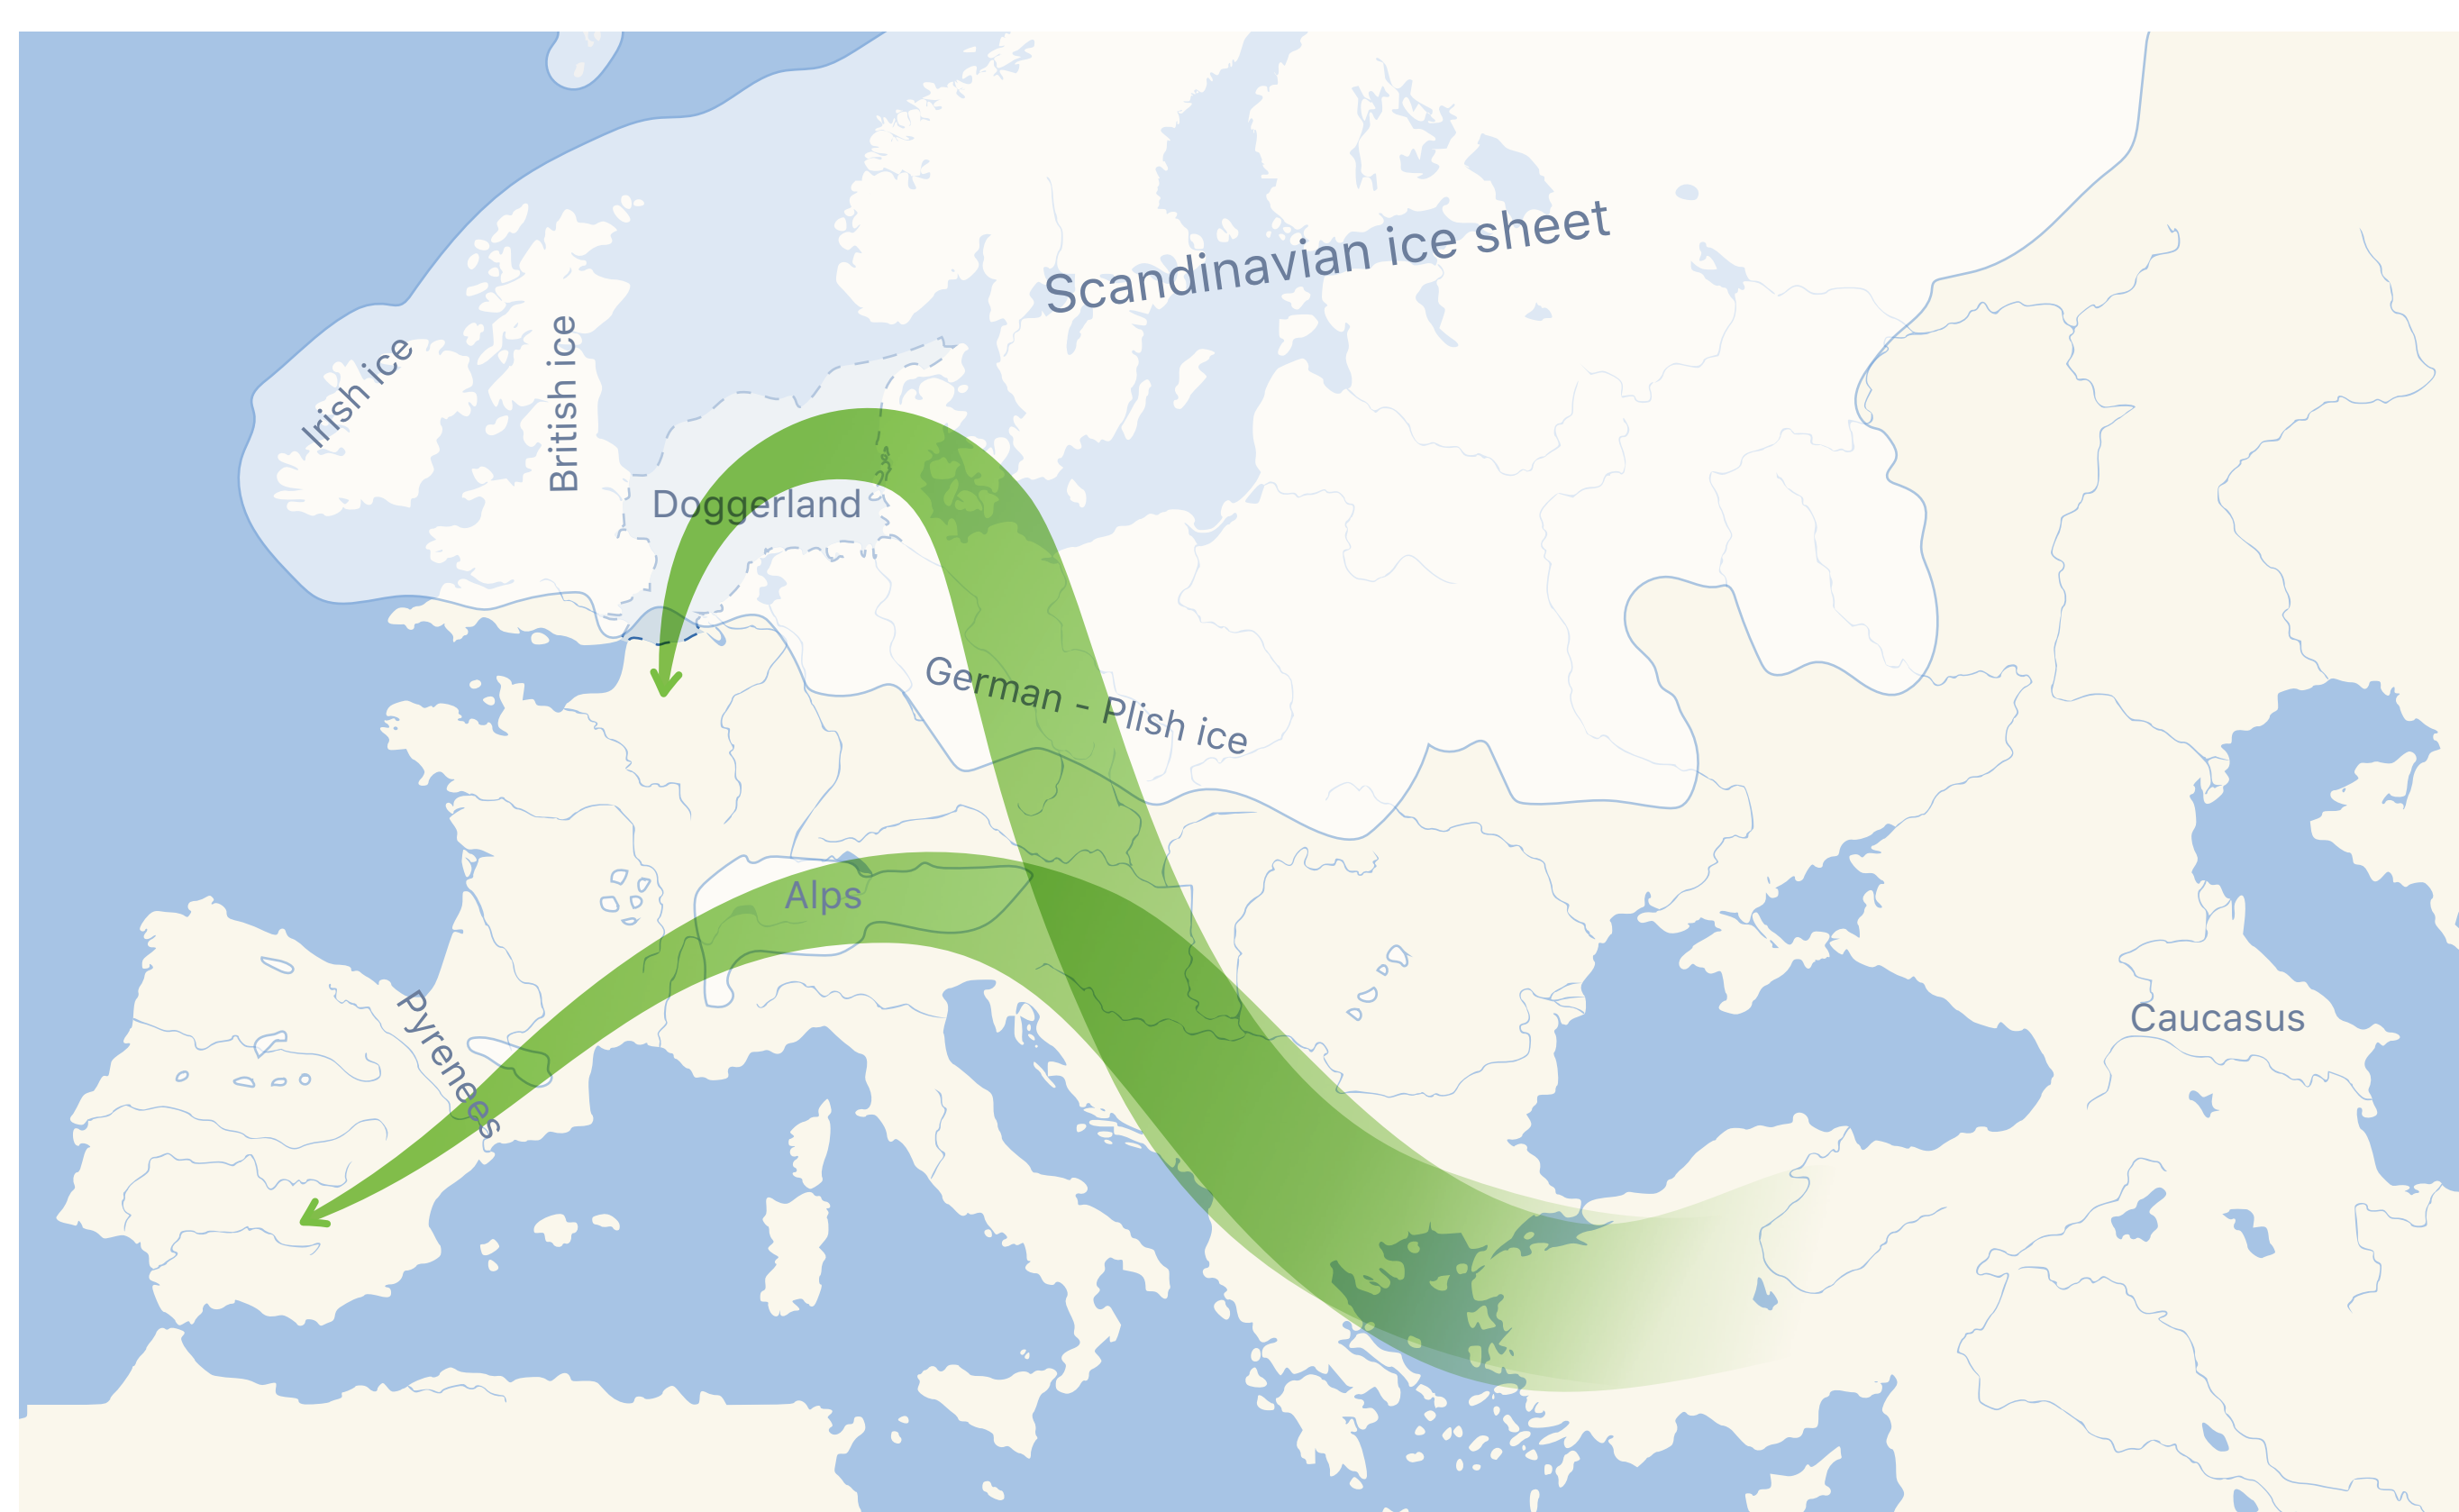 Scandinavian ice sheet
Irish ice
British ice
Doggerland
German - Plish ice
Alps
Pyrenees
Caucasus